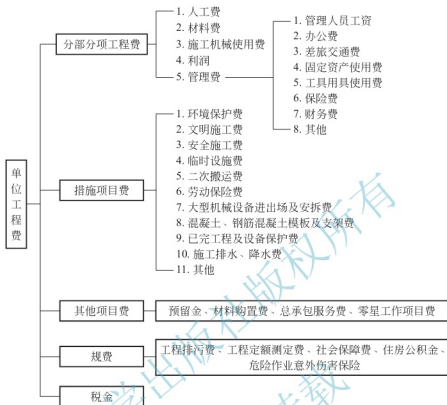 单位工程费
分部分项工程费
1. 人工费
2. 材料费
3. 施工机械使用费
4. 利润
5. 管理费
1. 管理人员工资
2. 办公费
3. 差旅交通费
4. 固定资产使用费
5. 工具用具使用费
6. 保险费
7. 财务费
8. 其他
措施项目费
1. 环境保护费
2. 文明施工费
3. 安全施工费
4. 临时设施费
5. 二次搬运费
6. 劳动保险费
7. 大型机械设备进出场及安拆费
8. 混凝土、钢筋混凝土模板及支架费
9. 已完工程及设备保护费
10. 施工排水、降水费
11. 其他
其他项目费
预留金、材料购置费、总承包服务费、零星工作项目费
规费
工程排污费、工程定额测定费、社会保障费、住房公积金、
危险作业意外伤害保险
税金
学出版社版权所有